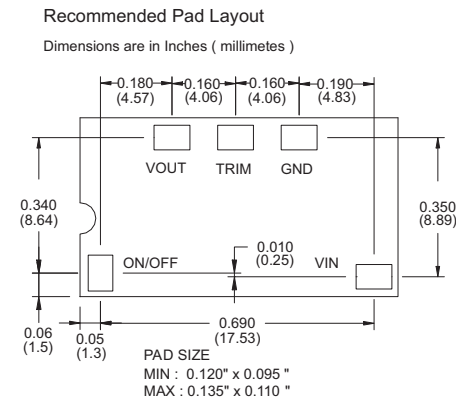 Recommended Pad Layout
Dimensions are in Inches ( millimetes )
0.180 0.160 0.160 0.190
(4.57) (4.06) (4.06) (4.83)
VOUT TRIM GND
0.340
(8.64)
0.350
(8.89)
ON/OFF
0.010
(0.25)
VIN
0.06
(1.5)
0.05
(1.3)
0.690
(17.53)
PAD SIZE
MIN : 0.120" x 0.095 "
MAX : 0.135" x 0.110 "